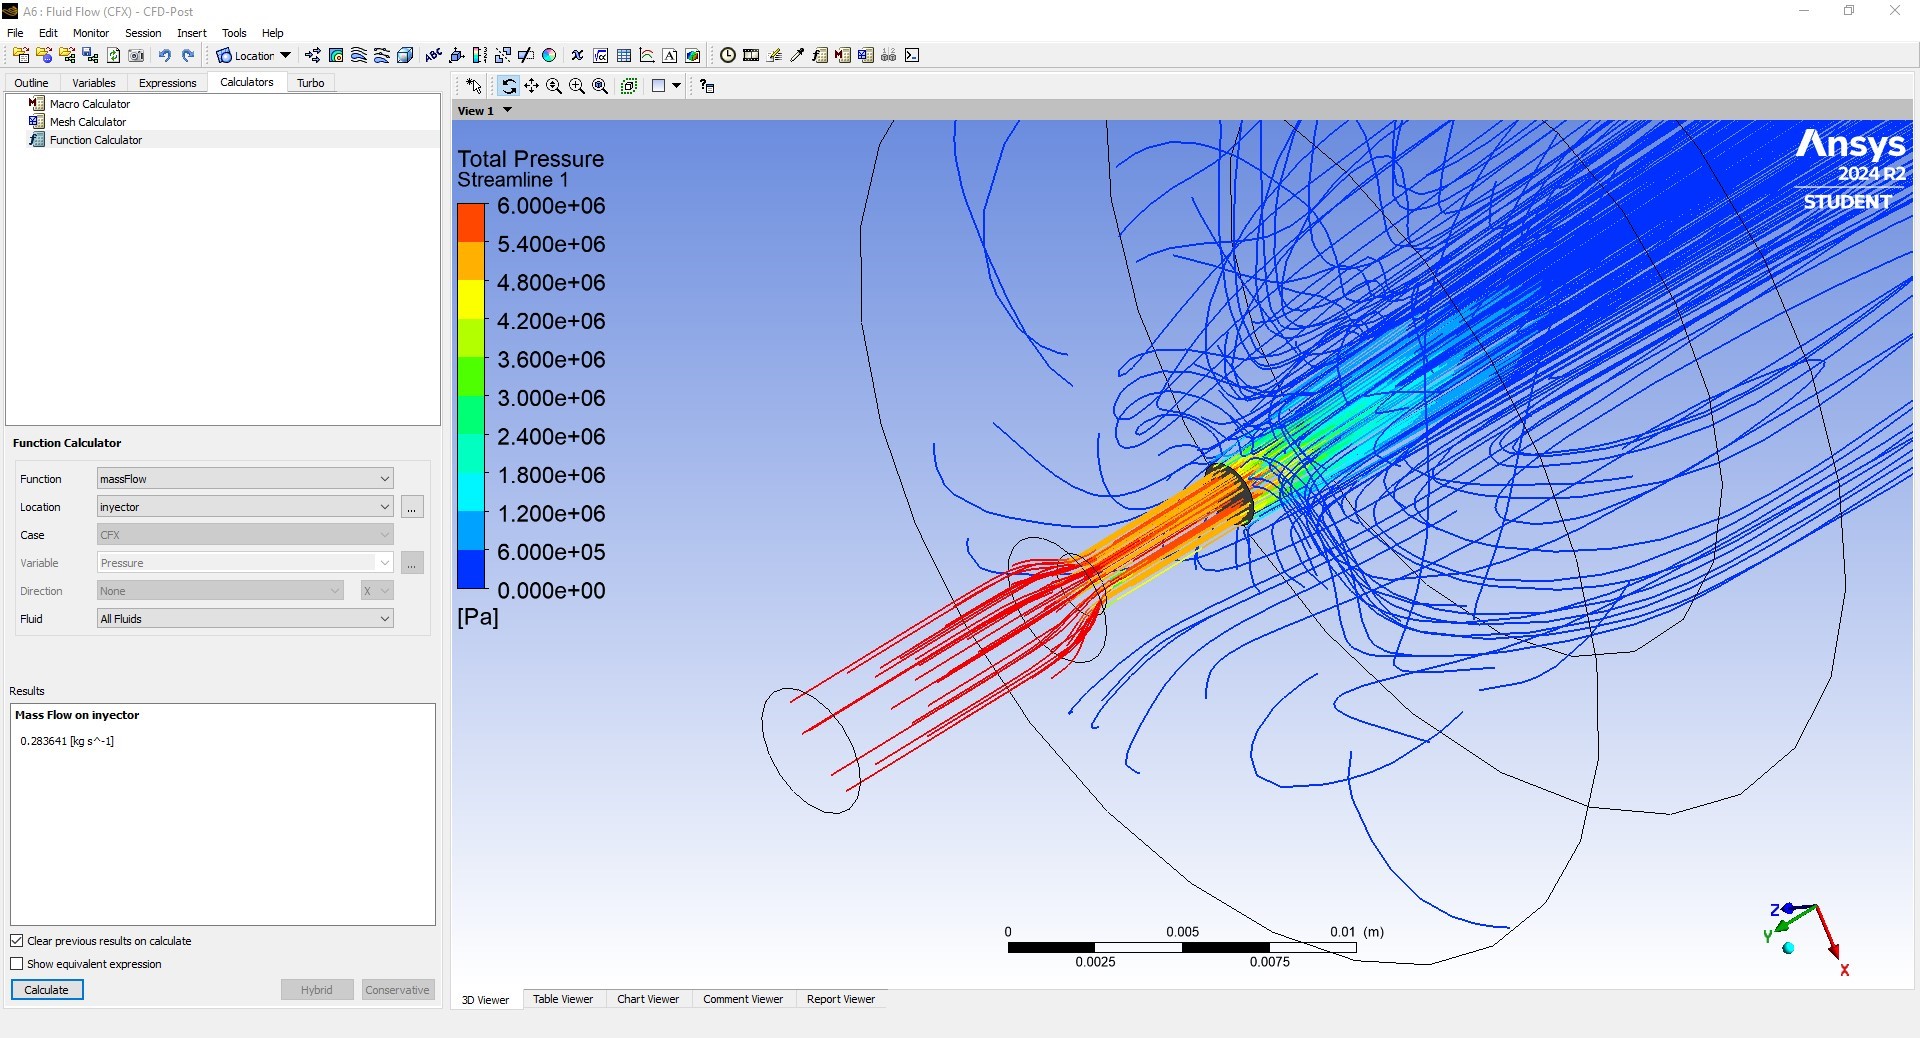 A6 : Fluid Flow (CFX) - CFD-Post
File Edit Monitor Session Insert Tools Help
Location
Outline Variables Expressions Calculators Turbo
Macro Calculator
Mesh Calculator
Function Calculator
View 1
Total Pressure
Streamline 1
6.000e+06
5.400e+06
4.800e+06
4.200e+06
3.600e+06
3.000e+06
2.400e+06
1.800e+06
1.200e+06
6.000e+05
0.000e+00
[Pa]
Ansys
2024 R2
STUDENT
Function Calculator
Function massFlow
Location inyector ...
Case CFX
Variable Pressure ...
Direction None X
Fluid All Fluids
Results
Mass Flow on inyector
0.283641 [kg s^-1]
Clear previous results on calculate
Show equivalent expression
Calculate Hybrid Conservative
0 0.005 0.01 (m)
0.0025 0.0075
Z
Y
X
3D Viewer Table Viewer Chart Viewer Comment Viewer Report Viewer